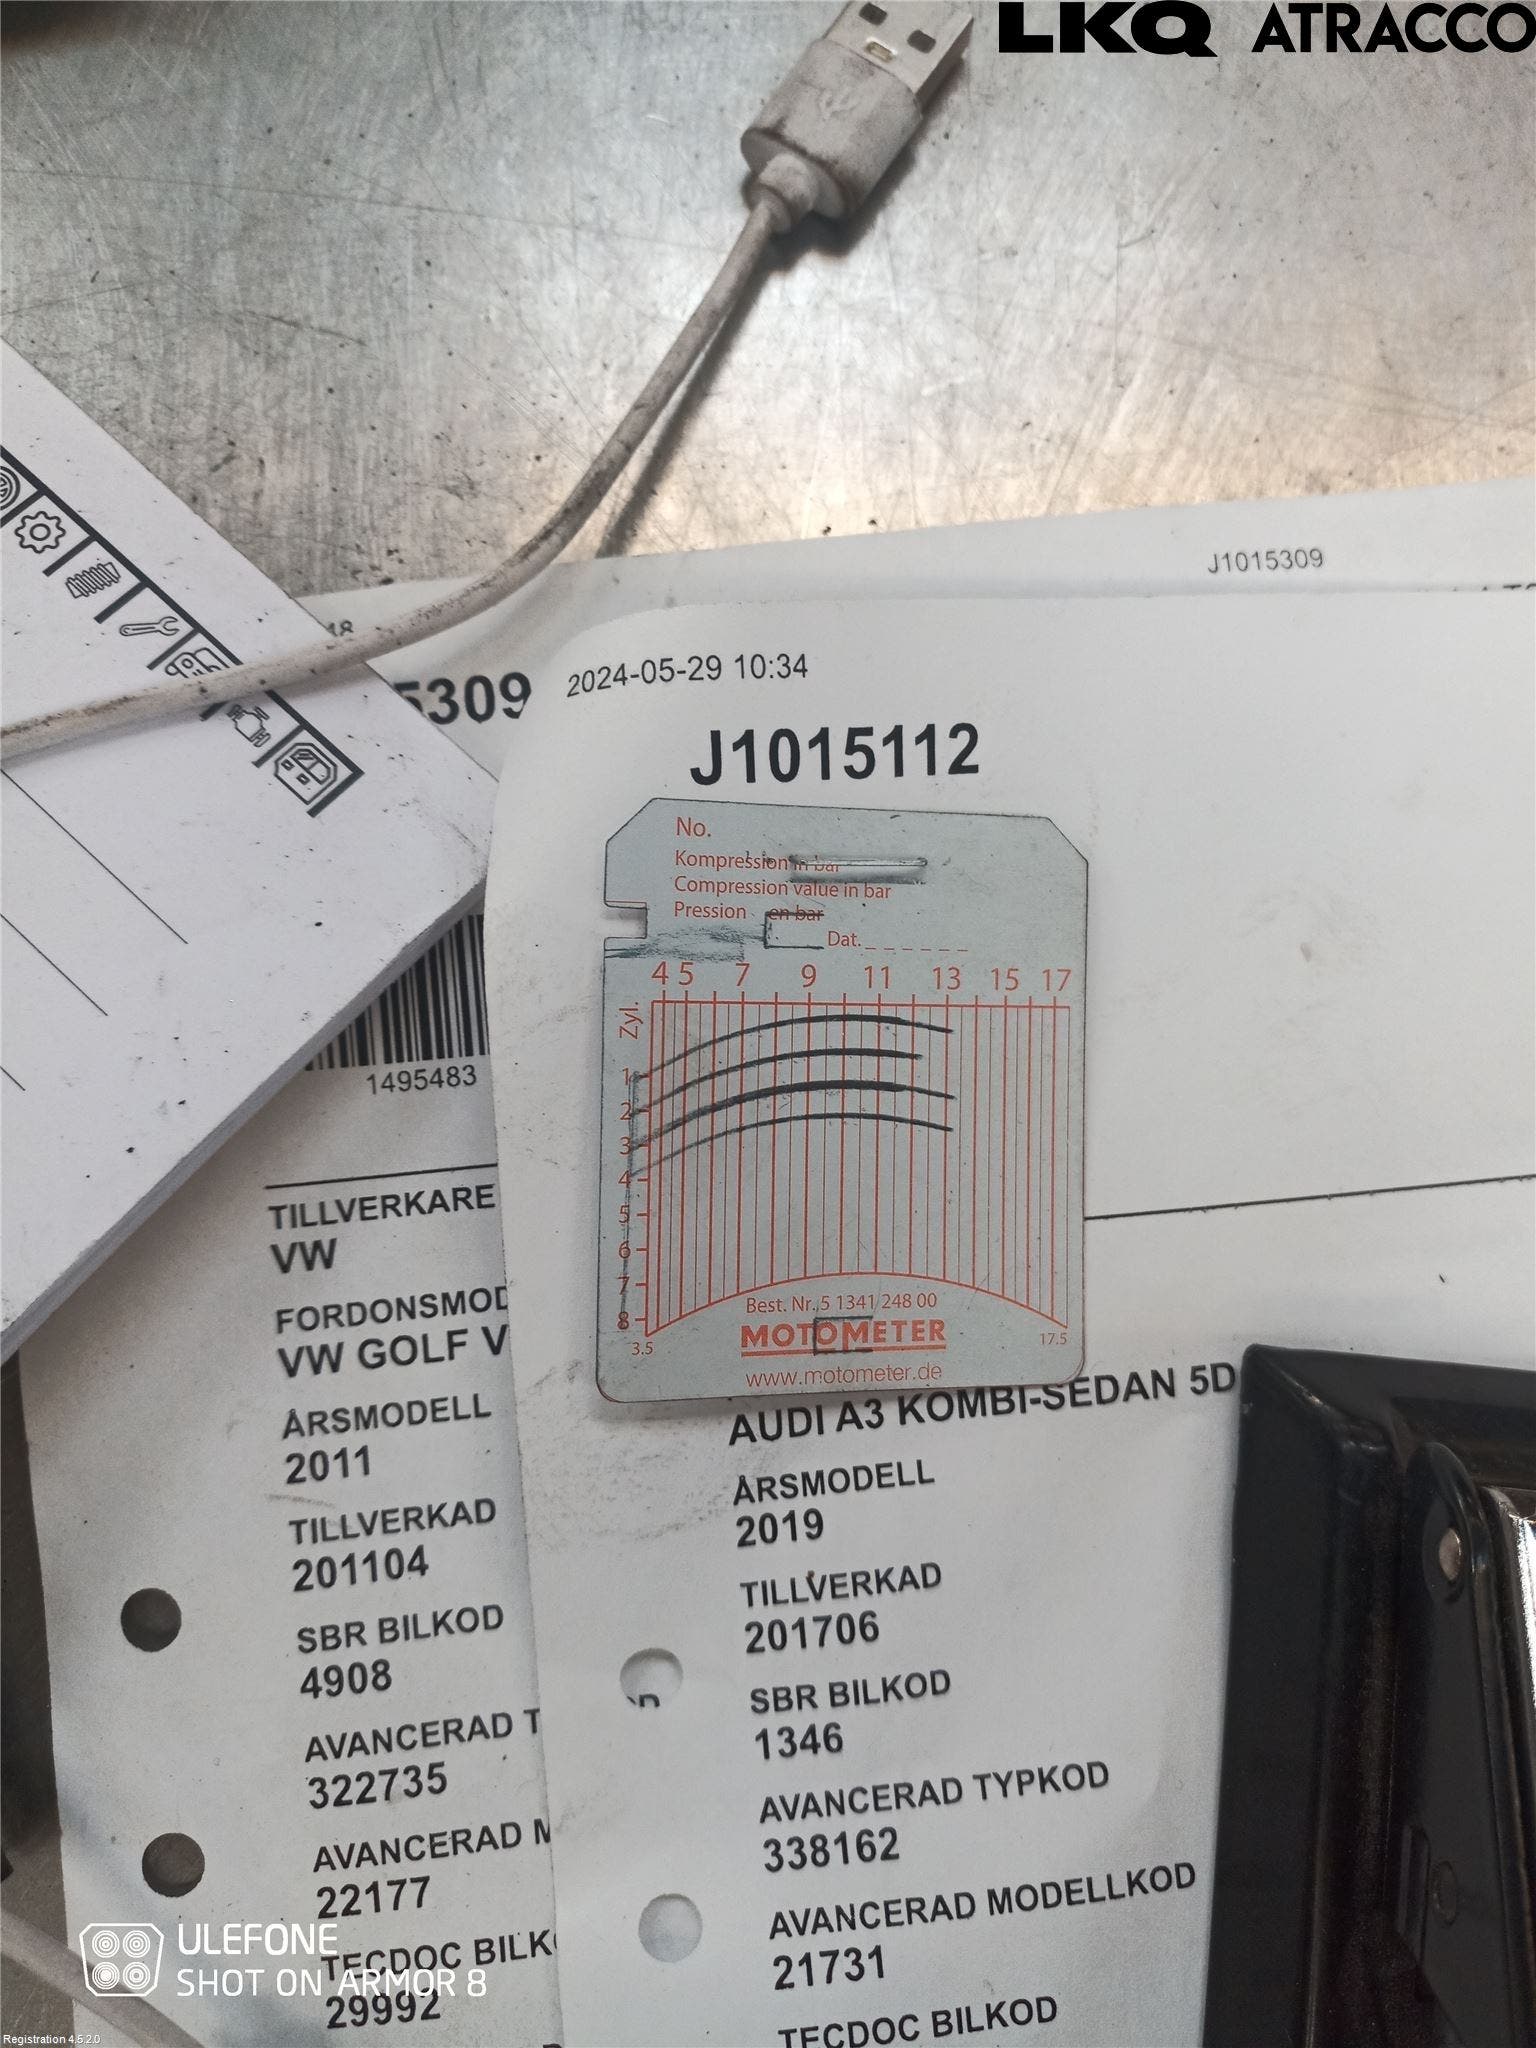 LKQ ATRACCO
J1015309
18
5309
2024-05-29 10:34
J1015112
No.
Kompression in bar
Compression value in bar
Pression en bar
Dat. _ _ _ _ _ _
4 5 7 9 11 13 15 17
Zyl.
1
2
3
4
5
6
7
8
3.5
17.5
Best. Nr. 5 1341 248 00
MOTOMETER
www.motometer.de
1495483
TILLVERKARE
VW
FORDONSMOD
VW GOLF V
ÅRSMODELL
2011
TILLVERKAD
201104
SBR BILKOD
4908
AVANCERAD T
322735
AVANCERAD M
22177
TECDOC BILK
29992
AUDI A3 KOMBI-SEDAN 5D
ÅRSMODELL
2019
TILLVERKAD
201706
SBR BILKOD
1346
AVANCERAD TYPKOD
338162
AVANCERAD MODELLKOD
21731
TECDOC BILKOD
ULEFONE
SHOT ON ARMOR 8
Registration 4.5.2.0